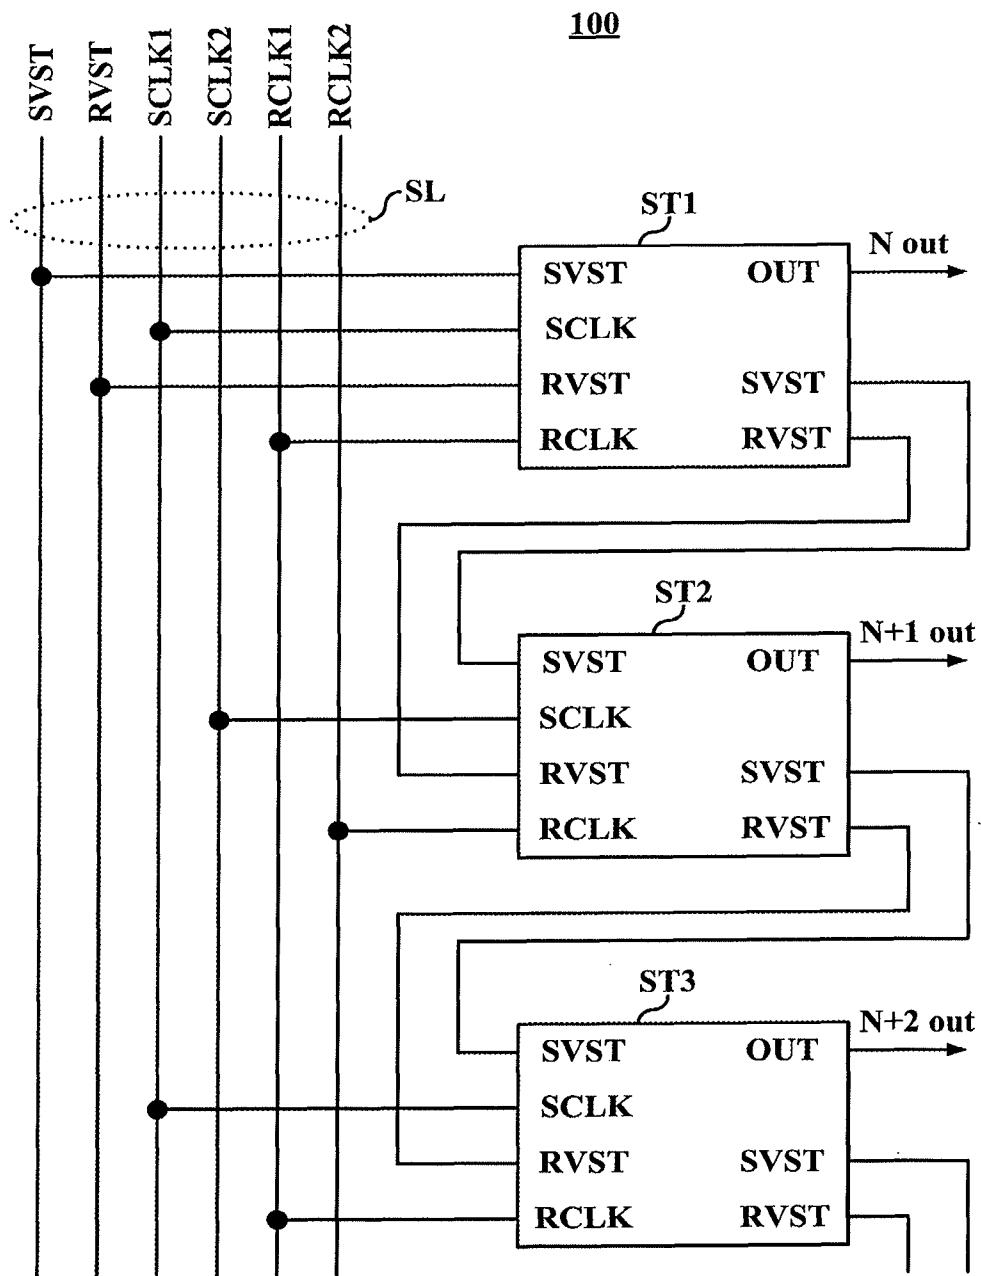 100
SVST
RVST
SCLK1
SCLK2
RCLK1
RCLK2
SL
ST1
N out
SVST OUT
SCLK
RVST SVST
RCLK RVST
ST2
N+1 out
SVST OUT
SCLK
RVST SVST
RCLK RVST
ST3
N+2 out
SVST OUT
SCLK
RVST SVST
RCLK RVST